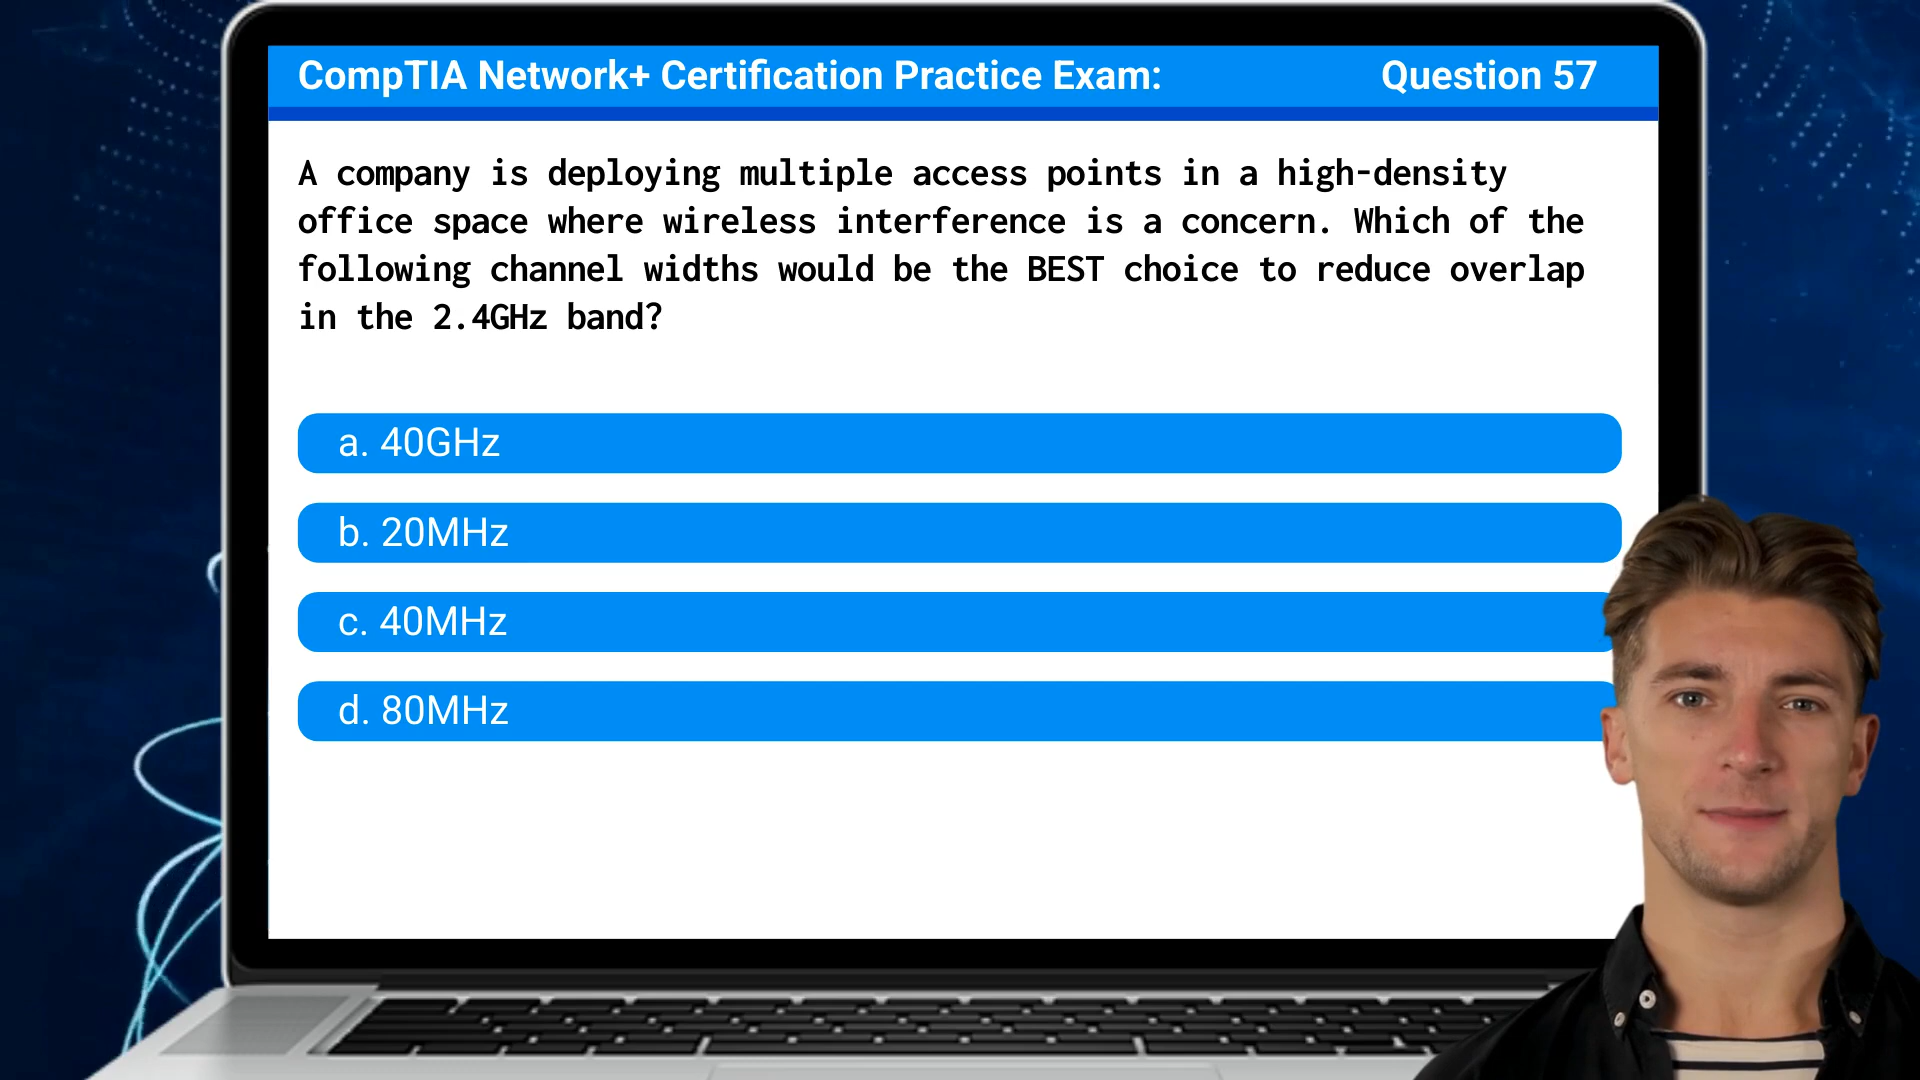 CompTIA Network+ Certification Practice Exam: Question 57
A company is deploying multiple access points in a high-density
office space where wireless interference is a concern. Which of the
following channel widths would be the BEST choice to reduce overlap
in the 2.4GHz band?
a. 40GHz
b. 20MHz
c. 40MHz
d. 80MHz